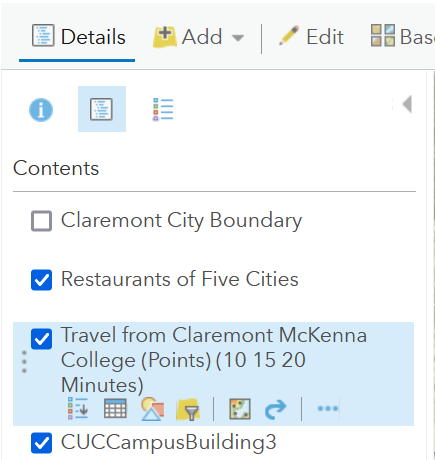 Details Add Edit Bas
Contents
Claremont City Boundary
Restaurants of Five Cities
Travel from Claremont McKenna
College (Points) (10 15 20
Minutes)
CUCCampusBuilding3